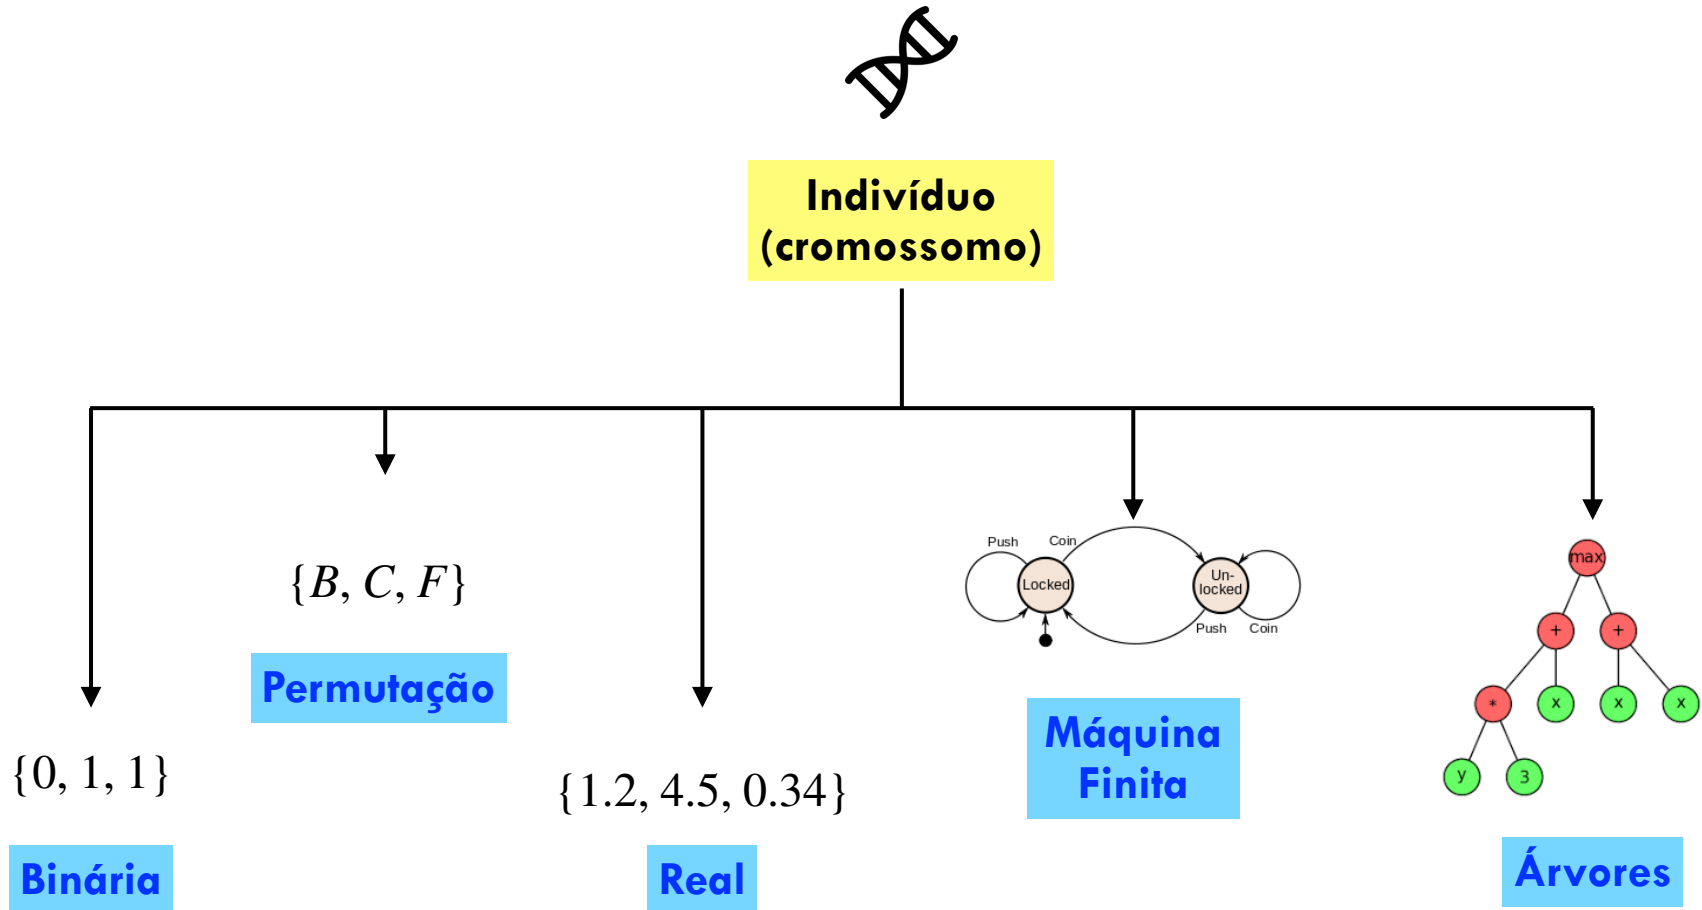 Indivíduo
(cromossomo)
{0, 1, 1}
Binária
{B, C, F}
Permutação
{1.2, 4.5, 0.34}
Real
Push
Coin
Locked
Un-
locked
Push
Coin
Máquina
Finita
max
+ +
* x x x
y 3
Árvores